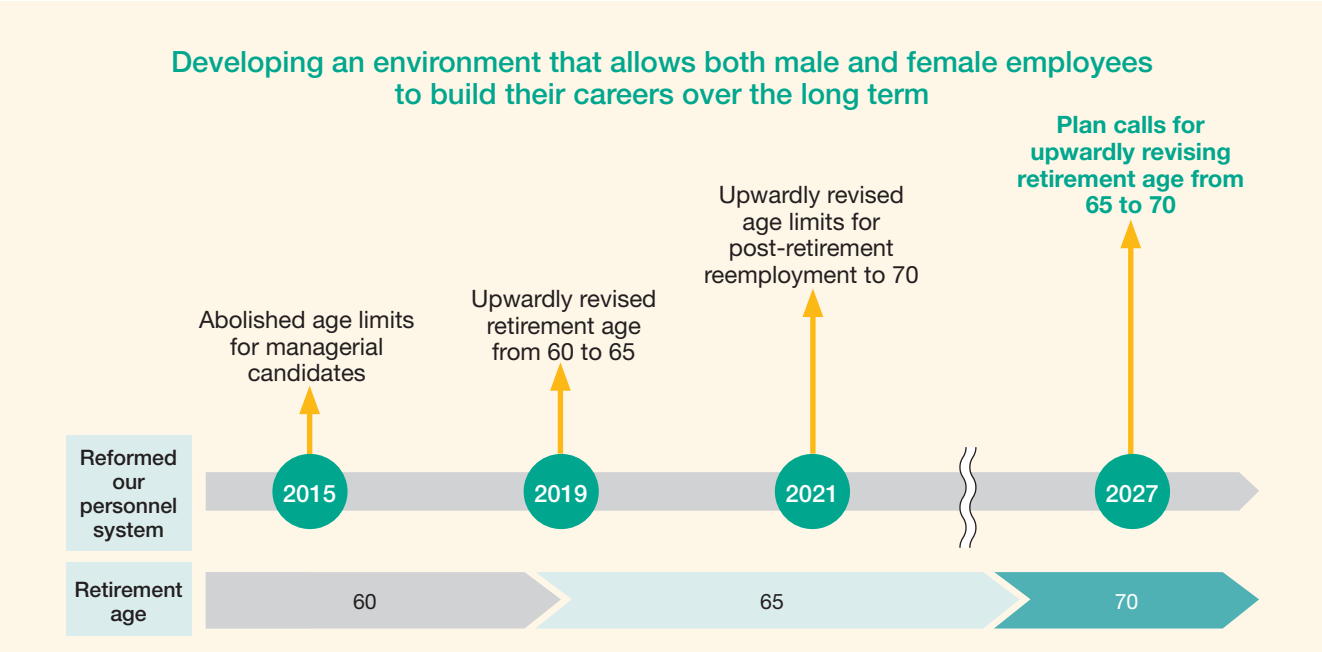 Developing an environment that allows both male and female employees
to build their careers over the long term
Abolished age limits
for managerial
candidates
Upwardly revised
retirement age
from 60 to 65
Upwardly revised
age limits for
post-retirement
reemployment to 70
Plan calls for
upwardly revising
retirement age from
65 to 70
Reformed
our
personnel
system
2015
2019
2021
2027
Retirement
age
60
65
70